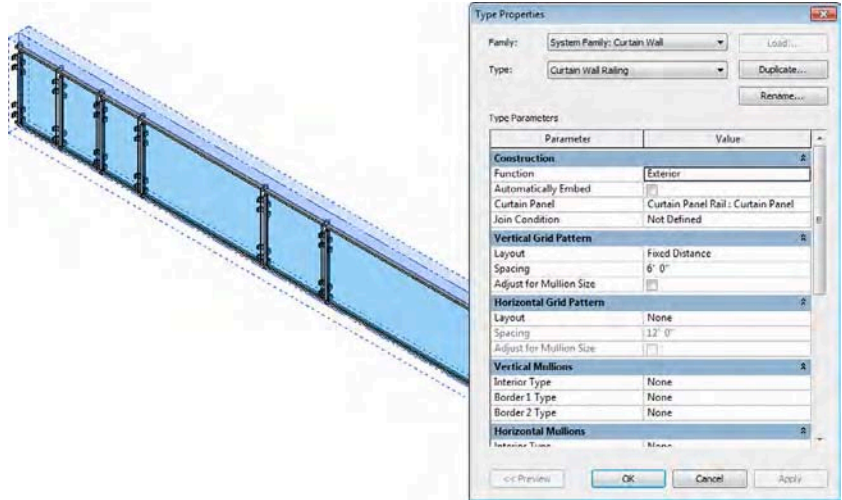 Type Properties
Family: System Family: Curtain Wall Load...
Type: Curtain Wall Railing Duplicate...
Rename...
Type Parameters
Parameter Value
Construction
Function Exterior
Automatically Embed
Curtain Panel Curtain Panel Rail : Curtain Panel
Join Condition Not Defined
Vertical Grid Pattern
Layout Fixed Distance
Spacing 6' 0"
Adjust for Mullion Size
Horizontal Grid Pattern
Layout None
Spacing 12' 0"
Adjust for Mullion Size
Vertical Mullions
Interior Type None
Border 1 Type None
Border 2 Type None
Horizontal Mullions
Interior Type None
<< Preview OK Cancel Apply